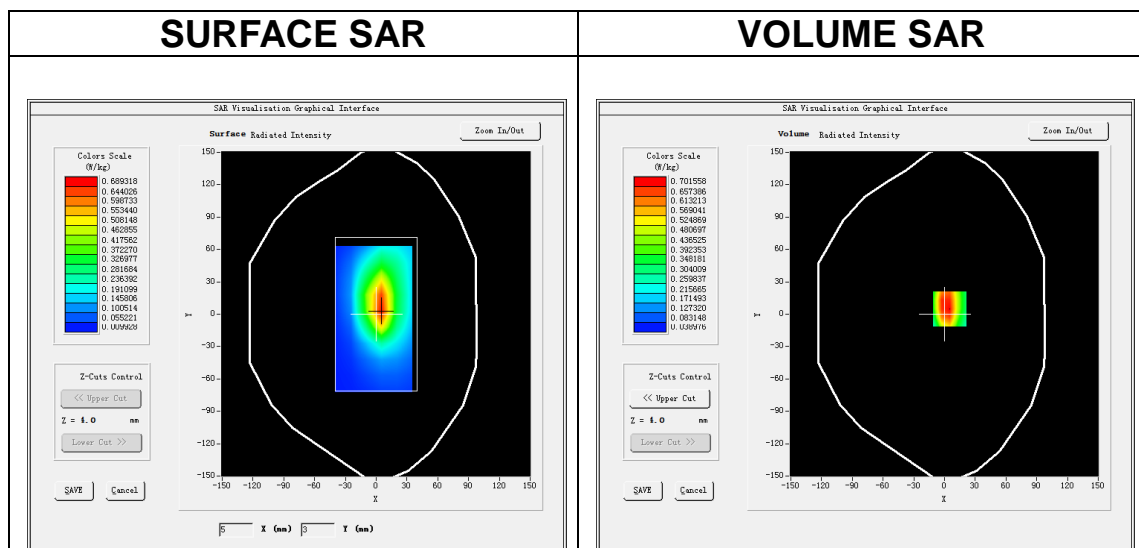 SURFACE SAR
VOLUME SAR
SAR Visualisation Graphical Interface
Surface Radiated Intensity
Zoom In/Out
Colors Scale
(W/kg)
0.689318
0.644026
0.598733
0.553440
0.508148
0.462855
0.417562
0.372270
0.326977
0.281684
0.236392
0.191099
0.145806
0.100514
0.055221
0.009928
150
120
90
60
30
0
-30
-60
-90
-120
-150
Y
-150 -120 -90 -60 -30 0 30 60 90 120 150
X
Z-Cuts Control
<< Upper Cut
Z = 4.0 mm
Lower Cut >>
SAVE
Cancel
5 X (mm) 3 Y (mm)
SAR Visualisation Graphical Interface
Volume Radiated Intensity
Zoom In/Out
Colors Scale
(W/kg)
0.701558
0.657386
0.613213
0.569041
0.524869
0.480697
0.436525
0.392353
0.348181
0.304009
0.259837
0.215665
0.171493
0.127320
0.083148
0.038976
150
120
90
60
30
0
-30
-60
-90
-120
-150
Y
-150 -120 -90 -60 -30 0 30 60 90 120 150
X
Z-Cuts Control
<< Upper Cut
Z = 4.0 mm
Lower Cut >>
SAVE
Cancel